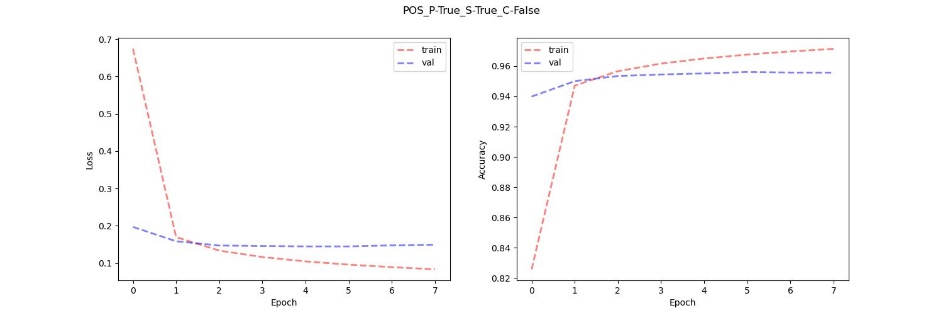 POS_P-True_S-True_C-False
0.7
0.6
0.5
0.4
0.3
0.2
0.1
Loss
0 1 2 3 4 5 6 7
Epoch
train
val
0.96
0.94
0.92
0.90
0.88
0.86
0.84
0.82
Accuracy
0 1 2 3 4 5 6 7
Epoch
train
val